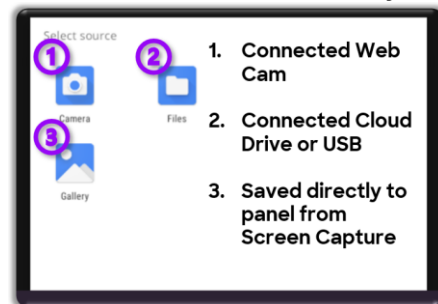 Select source
1
2
Camera
Files
3
Gallery
1. Connected Web
Cam
2. Connected Cloud
Drive or USB
3. Saved directly to
panel from
Screen Capture